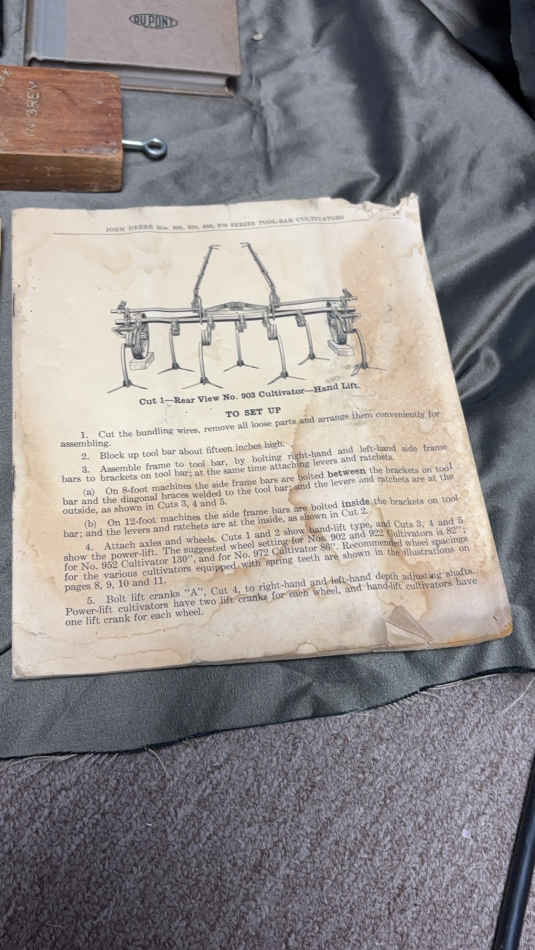 DU PONT
JOHN DEERE Nos. SERIES TOOL-BAR CULTIVATORS
Cut 1—Rear View No. 903 Cultivator—Hand Lift.
TO SET UP
1. Cut the bundling wires, remove all loose parts and arrange them conveniently for
assembling.
2. Block up tool bar about fifteen inches high.
3. Assemble frame to tool bar, by bolting right-hand and left-hand side frame
bars to brackets on tool bar; at the same time attaching levers and ratchets.
(a) On 8-foot machines the side frame bars are bolted between the brackets on tool
bar and the diagonal braces welded to the tool bar; and the levers and ratchets are at the
outside, as shown in Cuts 3, 4 and 5.
(b) On 12-foot machines the side frame bars are bolted inside the brackets on tool
bar; and the levers and ratchets are at the inside, as shown in Cut 2.
4. Attach axles and wheels. Cuts 1 and 2 show hand-lift type, and Cuts 3, 4 and 5
show the power-lift. The suggested wheel setting for Nos. 902 and 922 Cultivators is 82",
for No. 952 Cultivator 130", and for No. 972 Cultivator 86". Recommended wheel spacings
for the various cultivators equipped with spring teeth are shown in the illustrations on
pages 8, 9, 10 and 11.
5. Bolt lift cranks "A", Cut 4, to right-hand and left-hand depth adjusting shafts.
Power-lift cultivators have two lift cranks for each wheel, and hand-lift cultivators have
one lift crank for each wheel.